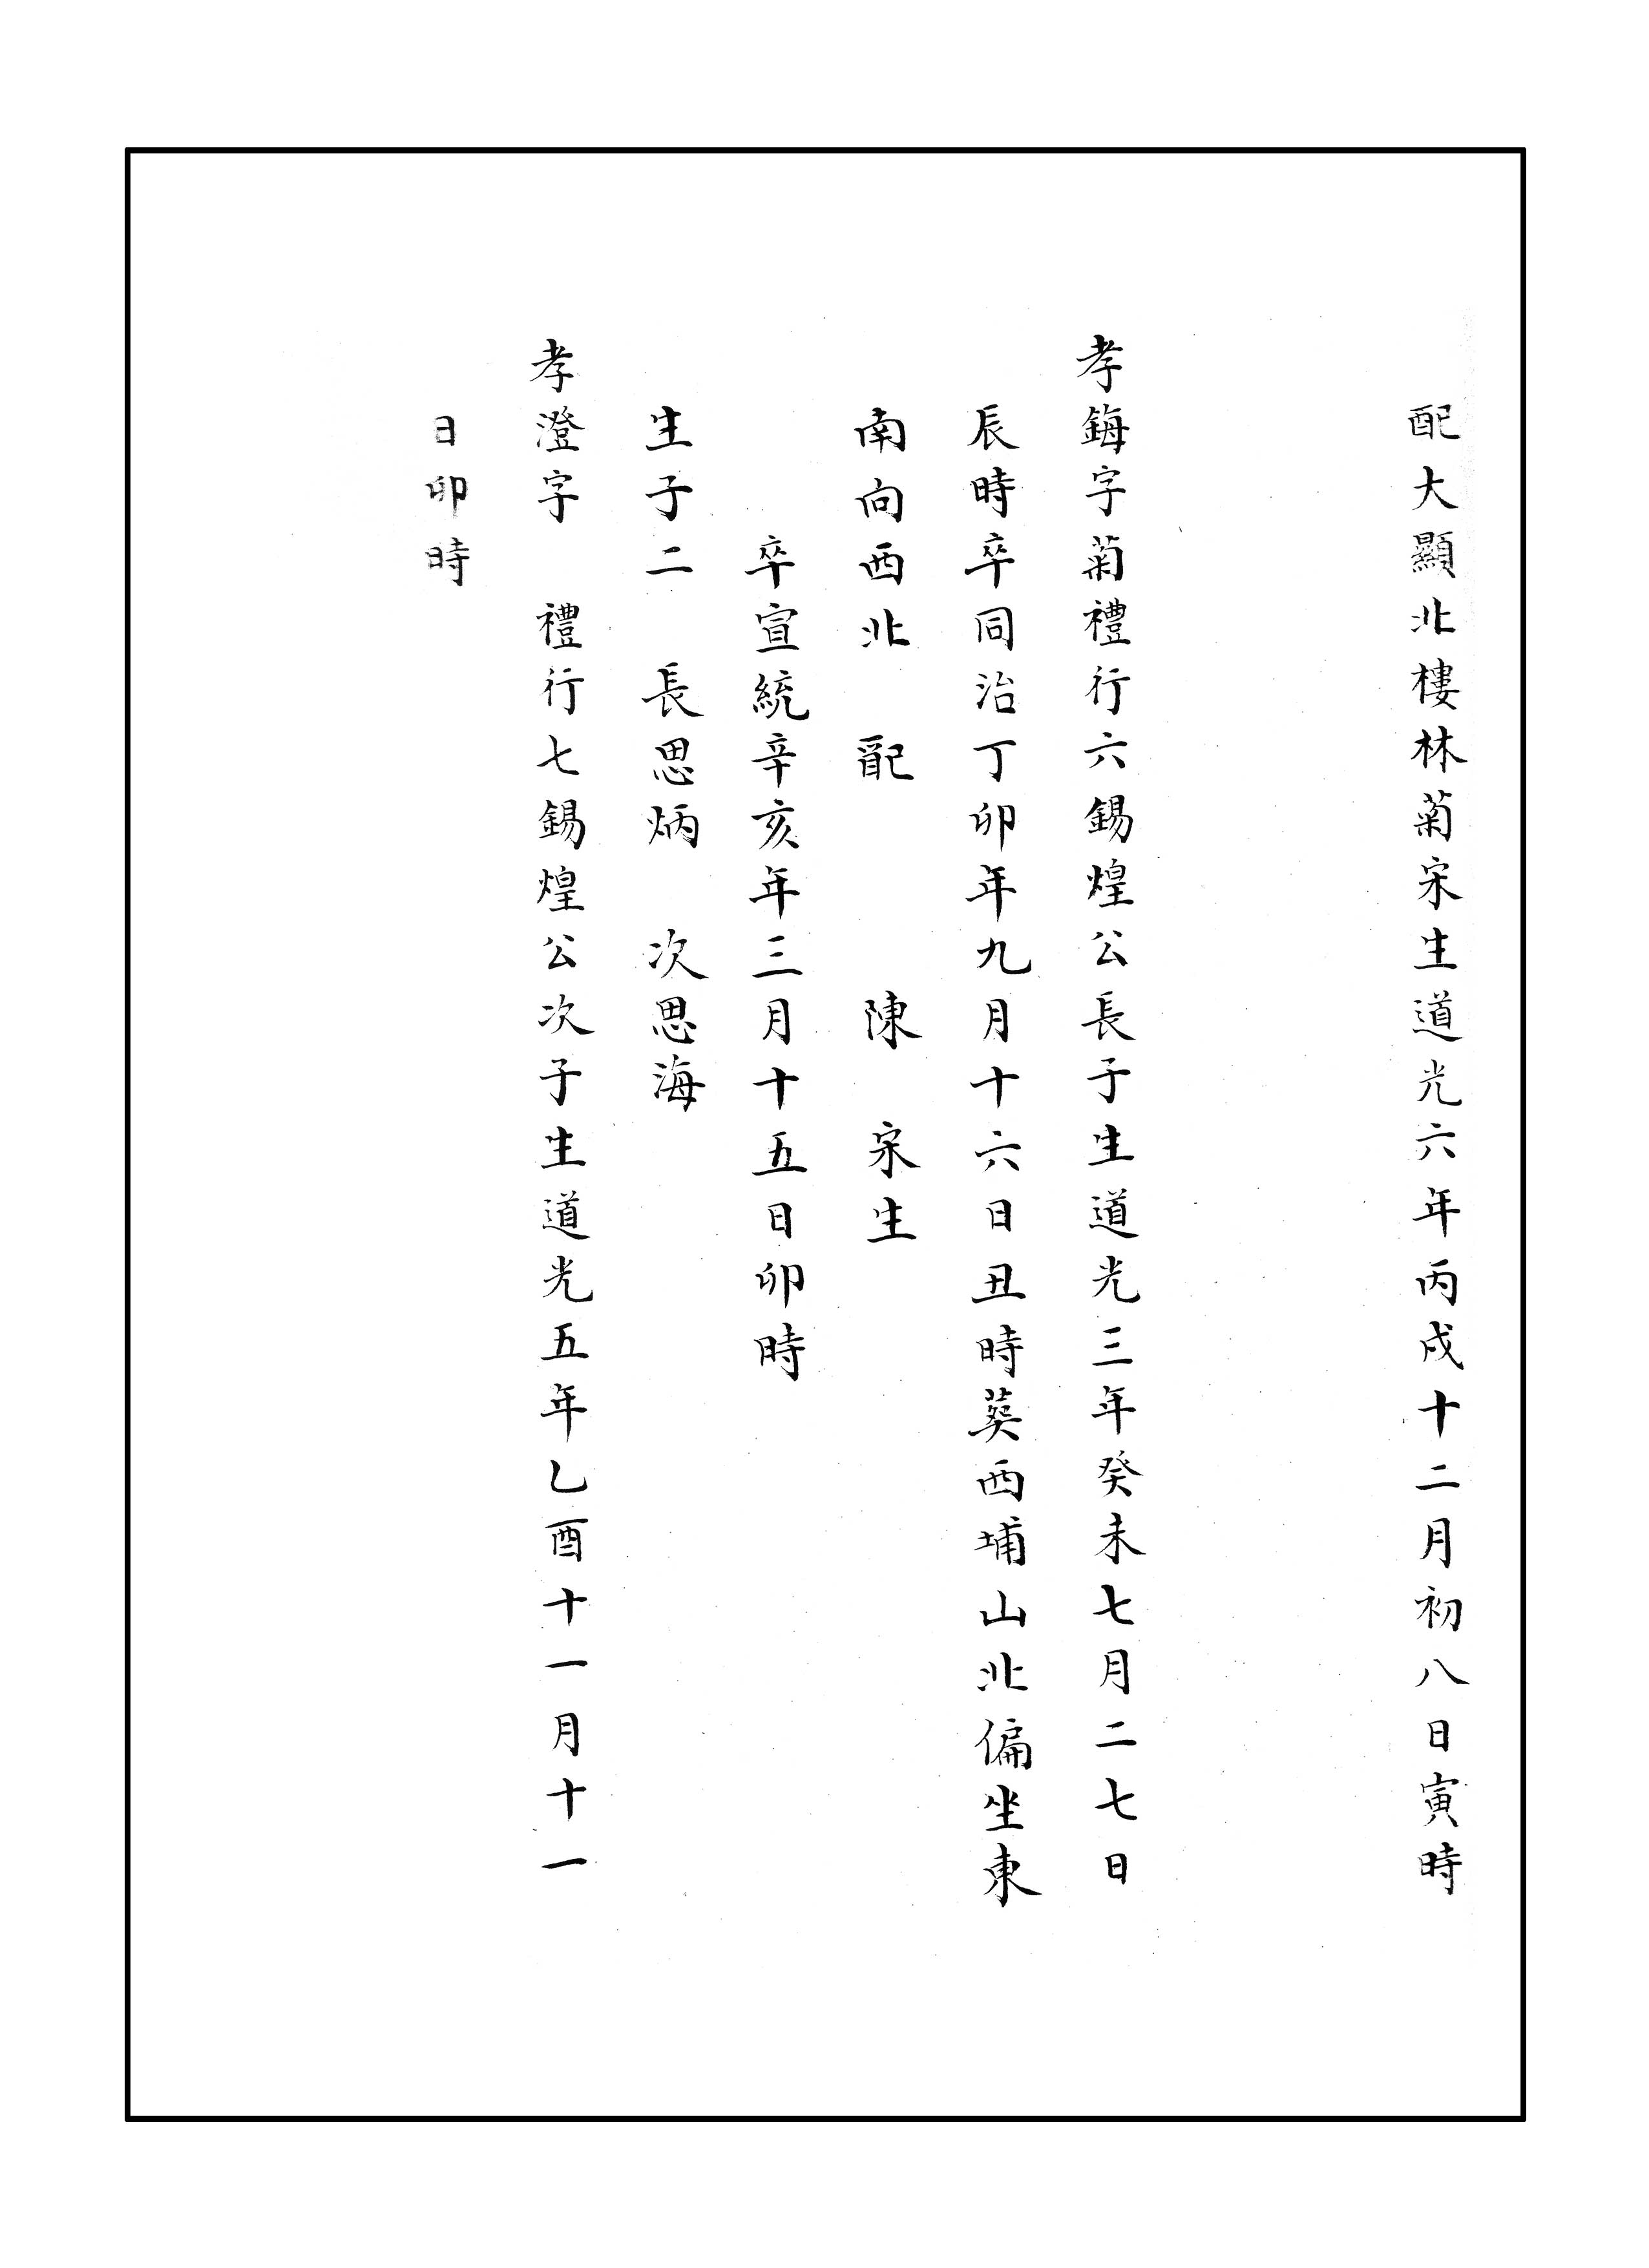 配大顯北樓林菊宋生道光六年丙戌十二月初八日寅時
孝鋂字菊禮行六錫煌公長子生道光三年癸未七月二七日
辰時卒同治丁卯年九月十六日丑時葬西埔山北偏坐東
南向西北 配 陳 宋生
卒宣統辛亥年三月十五日卯時
生子二 長思炳 次思海
孝澄字 禮行七錫煌公次子生道光五年乙酉十一月十一
日卯時